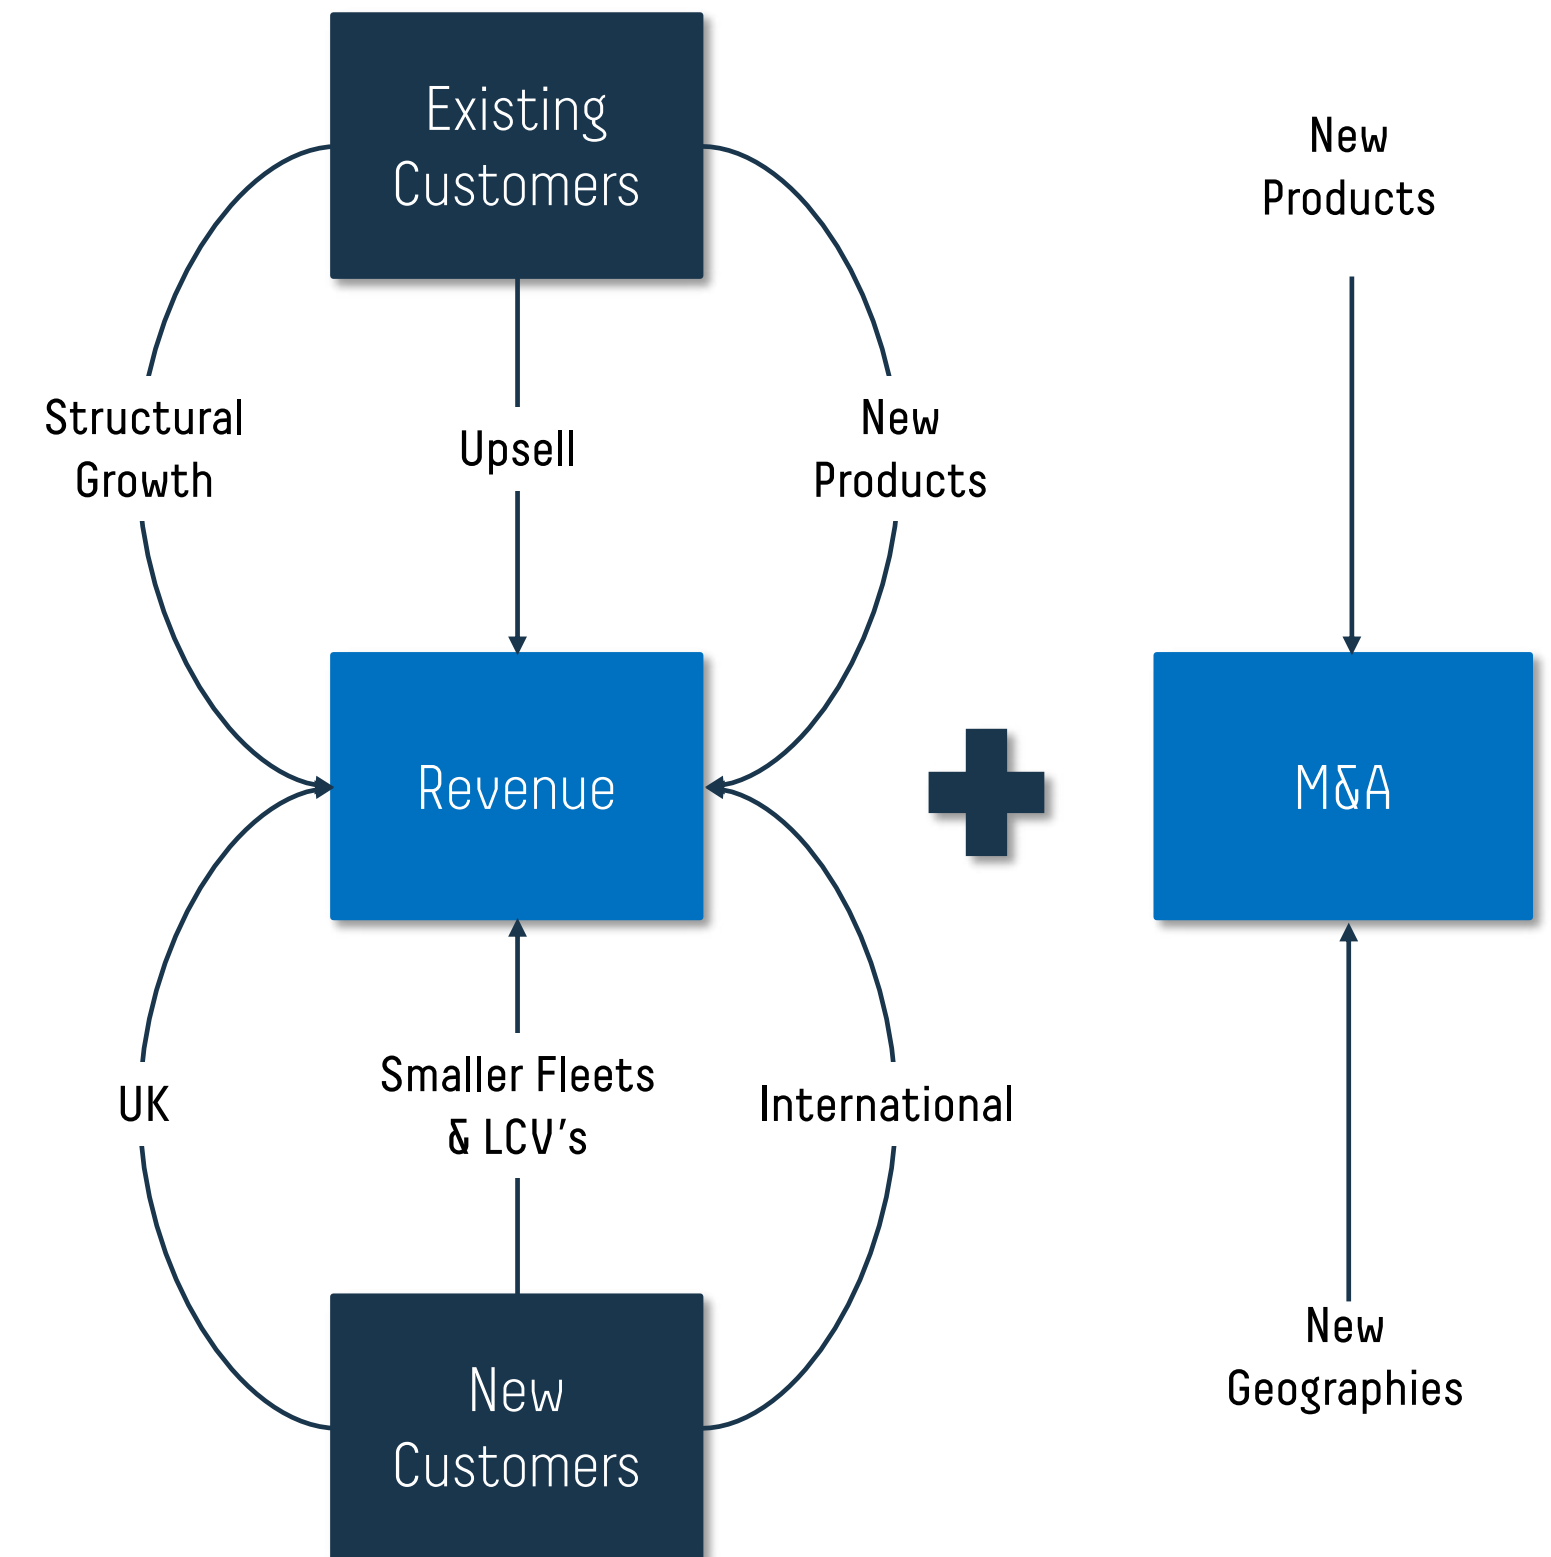 Existing
Customers
New
Products
Structural
Growth
Upsell
New
Products
Revenue
M&A
UK
Smaller Fleets
& LCV's
International
New
Customers
New
Geographies